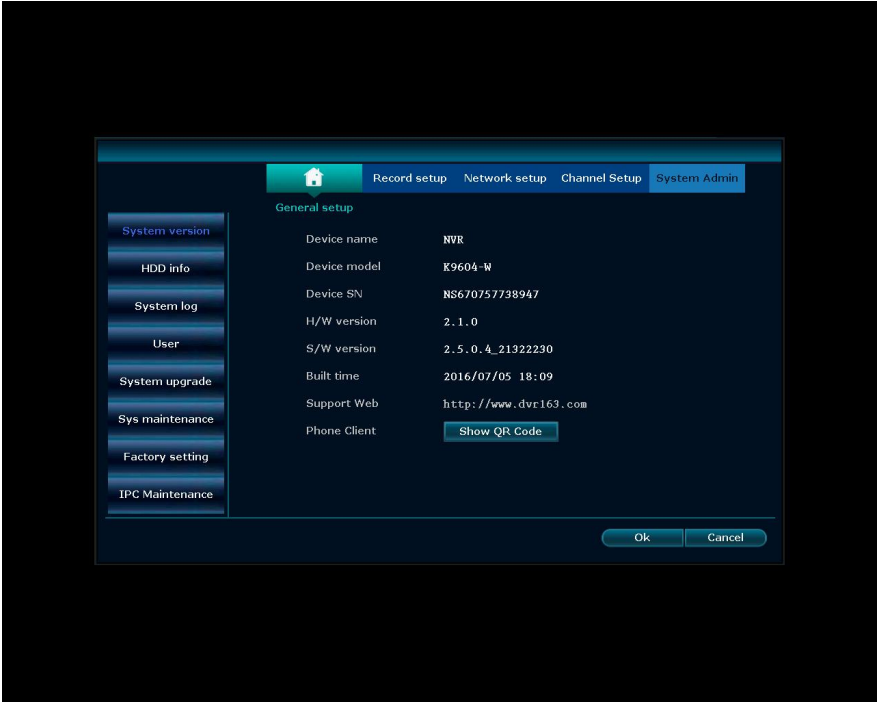 Record setup Network setup Channel Setup System Admin
General setup
System version
HDD info
System log
User
System upgrade
Sys maintenance
Factory setting
IPC Maintenance
Device name NVR
Device model K9604-W
Device SN NS670757738947
H/W version 2.1.0
S/W version 2.5.0.4_21322230
Built time 2016/07/05 18:09
Support Web http://www.dvr163.com
Phone Client Show QR Code
Ok Cancel